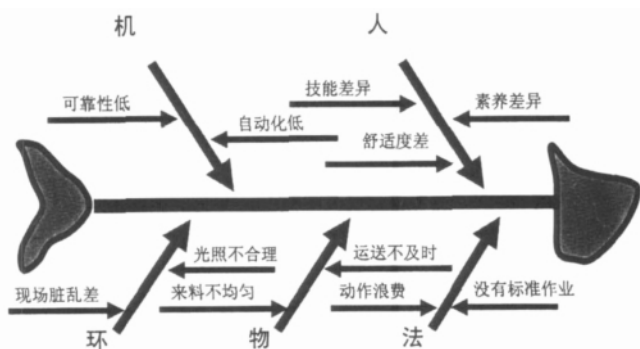 机
人
可靠性低
技能差异
素养差异
自动化低
舒适度差
光照不合理
运送不及时
现场脏乱差
来料不均匀
动作浪费
没有标准作业
环
物
法